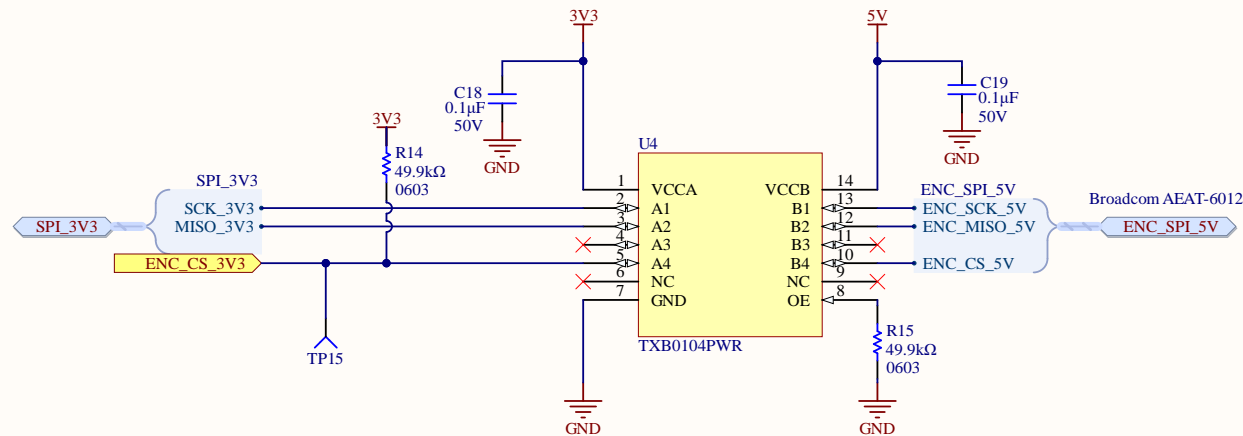 3V3
5V
C18
0.1µF
50V
GND
C19
0.1µF
50V
GND
3V3
R14
49.9kΩ
0603
U4
SPI_3V3
SPI_3V3
SCK_3V3
MISO_3V3
ENC_CS_3V3
TP15
1 VCCA VCCB 14
2 A1 B1 13
3 A2 B2 12
4 A3 B3 11
5 A4 B4 10
6 NC NC 9
7 GND OE 8
TXB0104PWR
ENC_SPI_5V
ENC_SCK_5V
ENC_MISO_5V
ENC_CS_5V
Broadcom AEAT-6012
ENC_SPI_5V
R15
49.9kΩ
0603
GND
GND